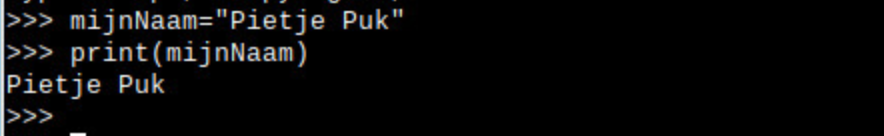 >>> mijnNaam="Pietje Puk"
>>> print(mijnNaam)
Pietje Puk
>>>